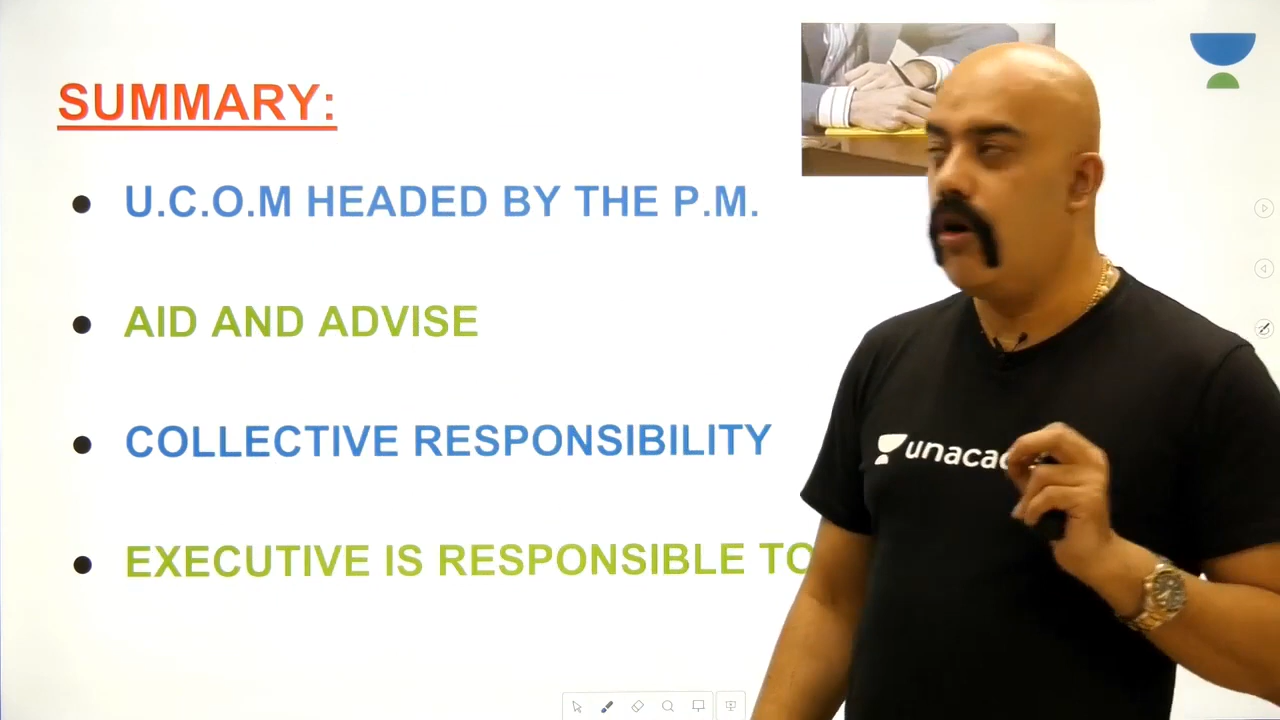 SUMMARY:
U.C.O.M HEADED BY THE P.M.
AID AND ADVISE
COLLECTIVE RESPONSIBILITY
EXECUTIVE IS RESPONSIBLE TO
unacad